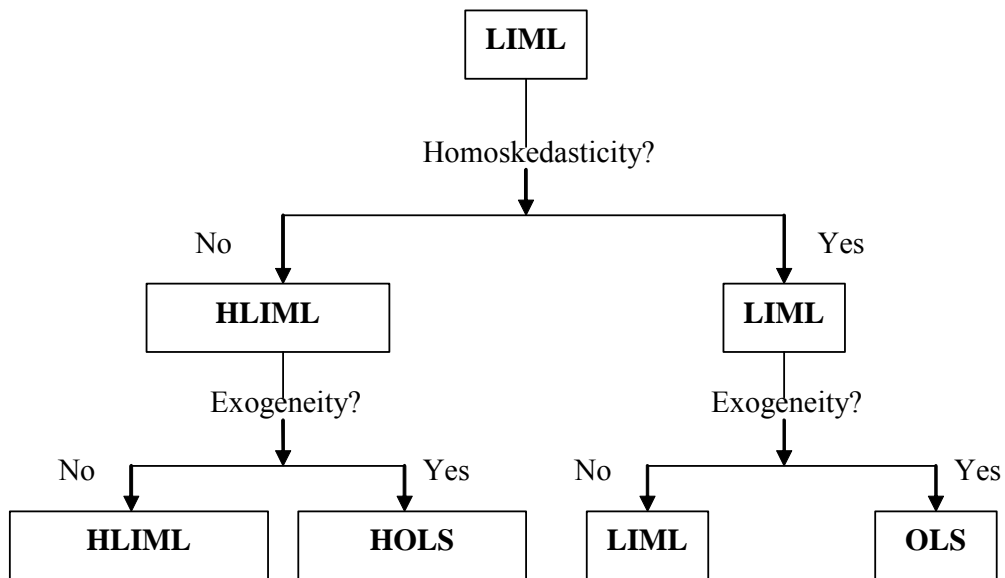 LIML
Homoskedasticity?
No
Yes
HLIML
LIML
Exogeneity?
Exogeneity?
No
Yes
No
Yes
HLIML
HOLS
LIML
OLS